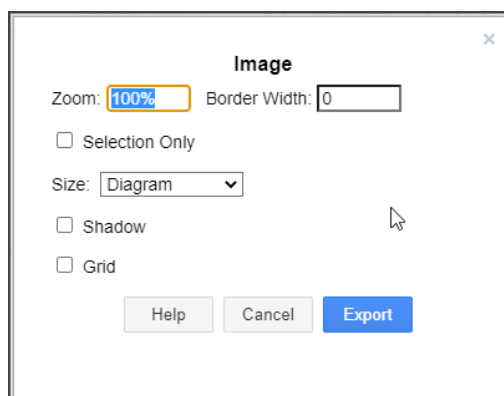 ×
Image
Zoom: 100% Border Width: 0
Selection Only
Size: Diagram
Shadow
Grid
Help Cancel Export